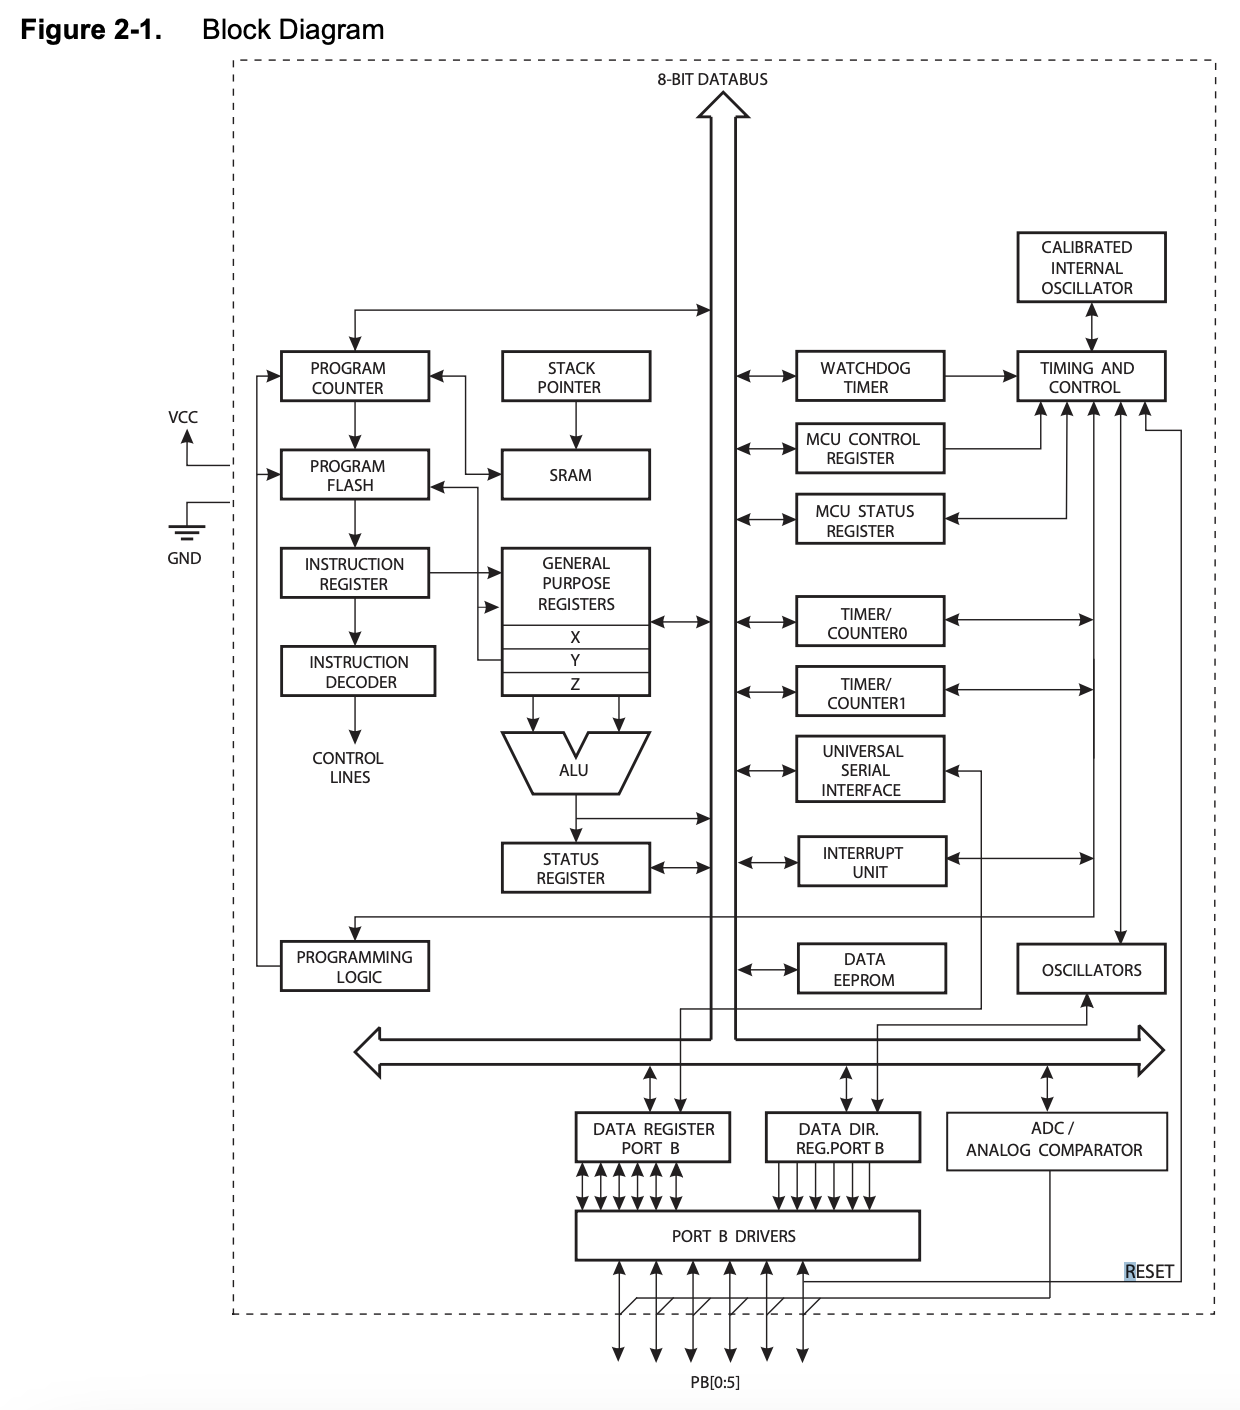 Figure 2-1. Block Diagram
8-BIT DATABUS
CALIBRATED
INTERNAL
OSCILLATOR
PROGRAM
COUNTER
STACK
POINTER
WATCHDOG
TIMER
TIMING AND
CONTROL
VCC
PROGRAM
FLASH
SRAM
MCU CONTROL
REGISTER
MCU STATUS
REGISTER
GND
INSTRUCTION
REGISTER
GENERAL
PURPOSE
REGISTERS
X
Y
Z
TIMER/
COUNTER0
INSTRUCTION
DECODER
TIMER/
COUNTER1
CONTROL
LINES
ALU
UNIVERSAL
SERIAL
INTERFACE
STATUS
REGISTER
INTERRUPT
UNIT
PROGRAMMING
LOGIC
DATA
EEPROM
OSCILLATORS
DATA REGISTER
PORT B
DATA DIR.
REG.PORT B
ADC /
ANALOG COMPARATOR
PORT B DRIVERS
RESET
PB[0:5]